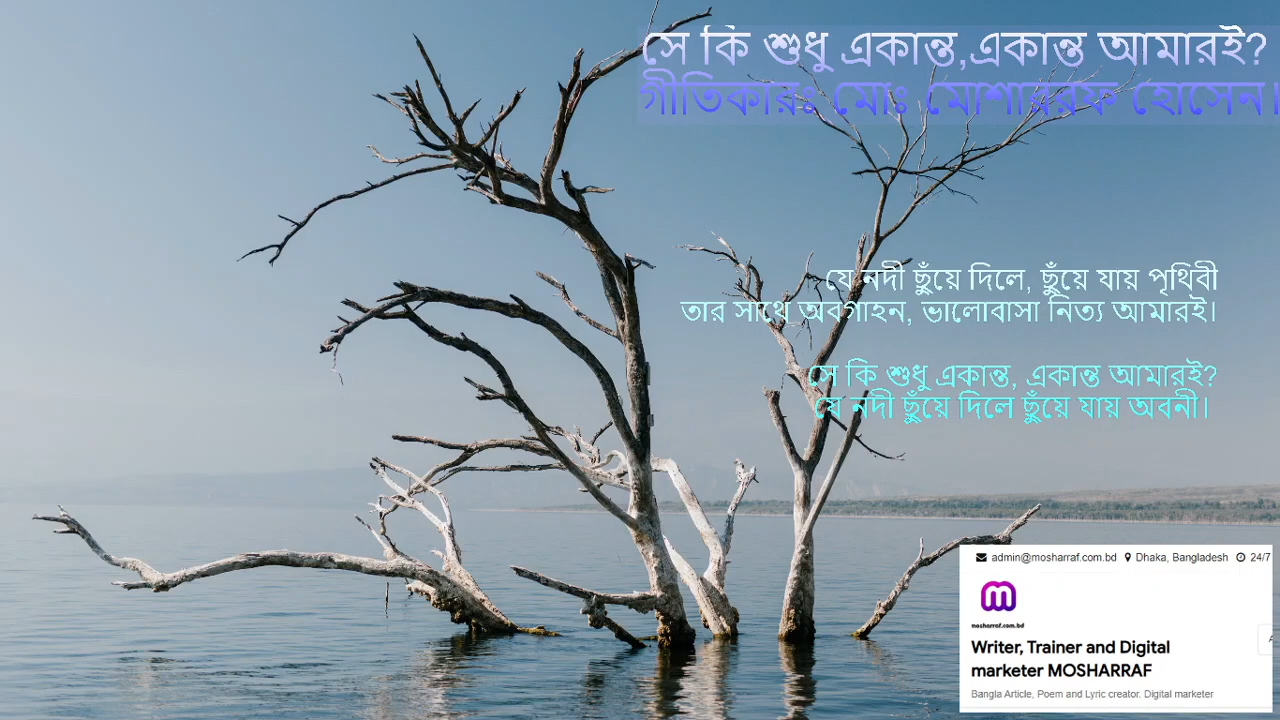 সে কি শুধু একান্ত,একান্ত আমারই?
গীতিকারঃ মোঃ মোশাররফ হোসেন।
যে নদী ছুঁয়ে দিলে, ছুঁয়ে যায় পৃথিবী
তার সাথে অবগাহন, ভালোবাসা নিত্য আমারই।
সে কি শুধু একান্ত, একান্ত আমারই?
যে নদী ছুঁয়ে দিলে ছুঁয়ে যায় অবনী।
admin@mosharraf.com.bd Dhaka, Bangladesh 24/7
mosharraf.com.bd
Writer, Trainer and Digital
marketer MOSHARRAF
Bangla Article, Poem and Lyric creator. Digital marketer